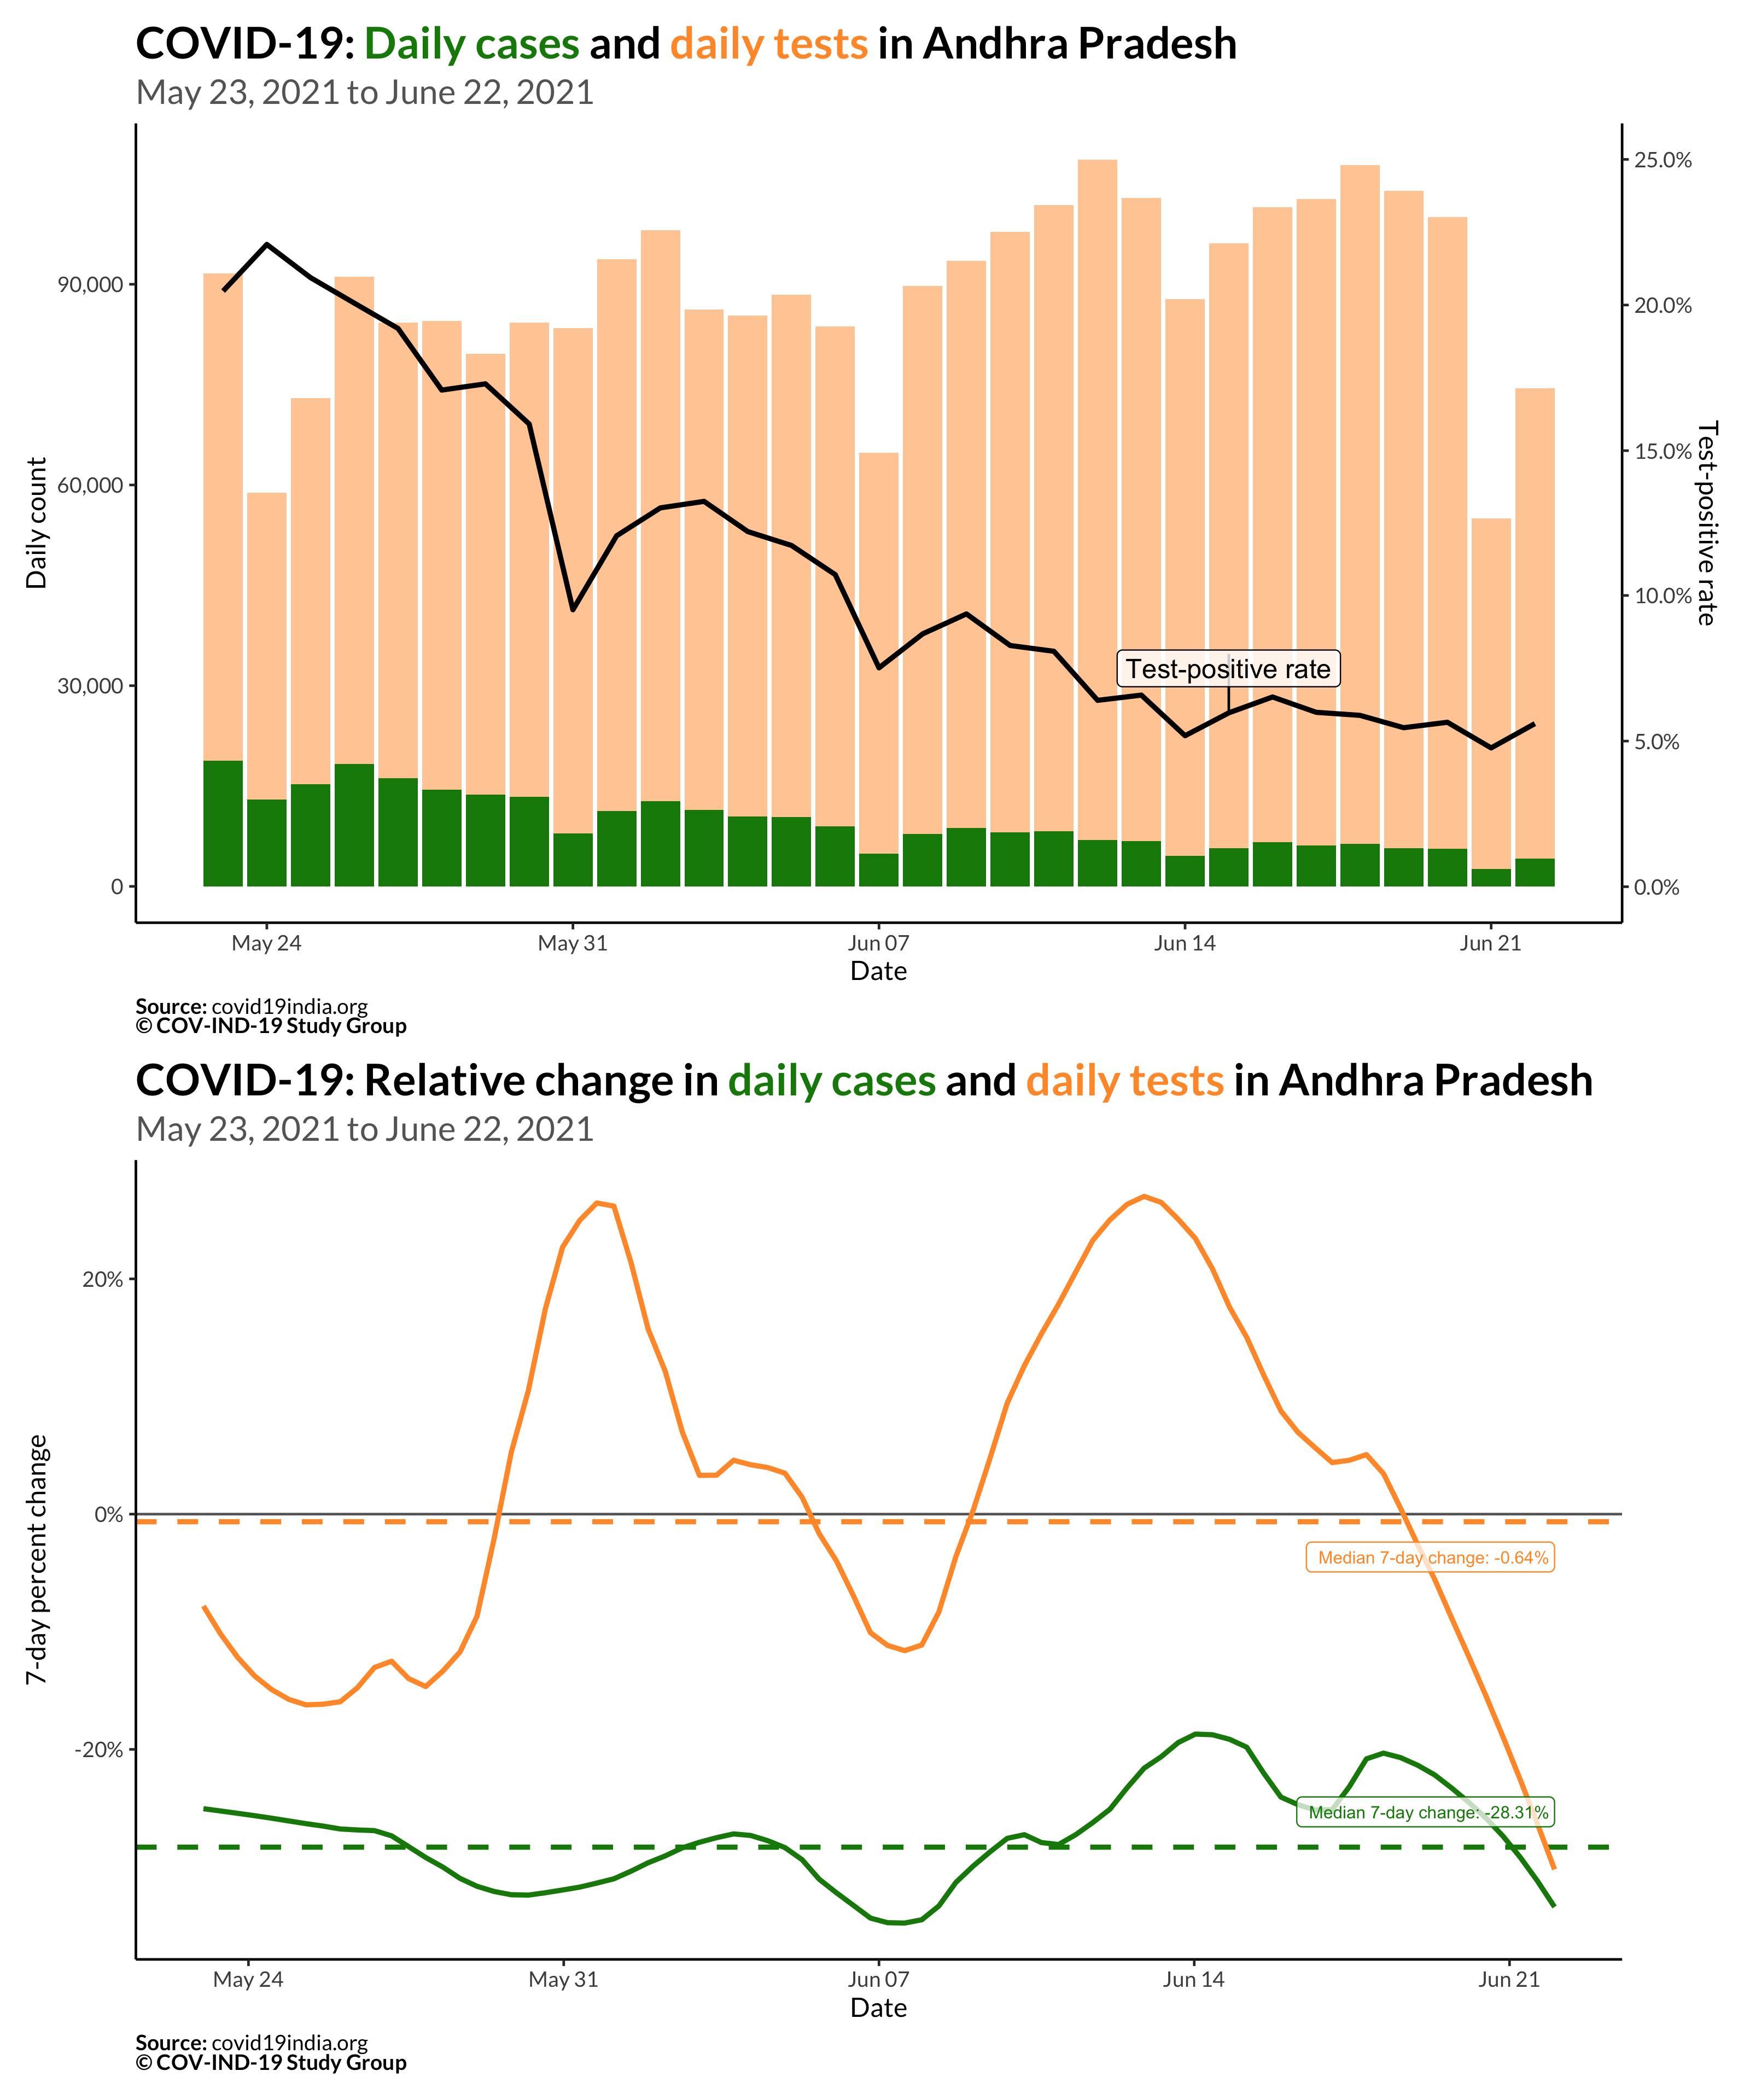 COVID-19: Daily cases and daily tests in Andhra Pradesh
May 23, 2021 to June 22, 2021
Daily count
90,000
60,000
30,000
0
25.0%
20.0%
15.0%
10.0%
5.0%
0.0%
Test-positive rate
Test-positive rate
May 24
May 31
Jun 07
Jun 14
Jun 21
Date
Source: covid19india.org
© COV-IND-19 Study Group
COVID-19: Relative change in daily cases and daily tests in Andhra Pradesh
May 23, 2021 to June 22, 2021
7-day percent change
20%
0%
-20%
Median 7-day change: -0.64%
Median 7-day change: -28.31%
May 24
May 31
Jun 07
Jun 14
Jun 21
Date
Source: covid19india.org
© COV-IND-19 Study Group